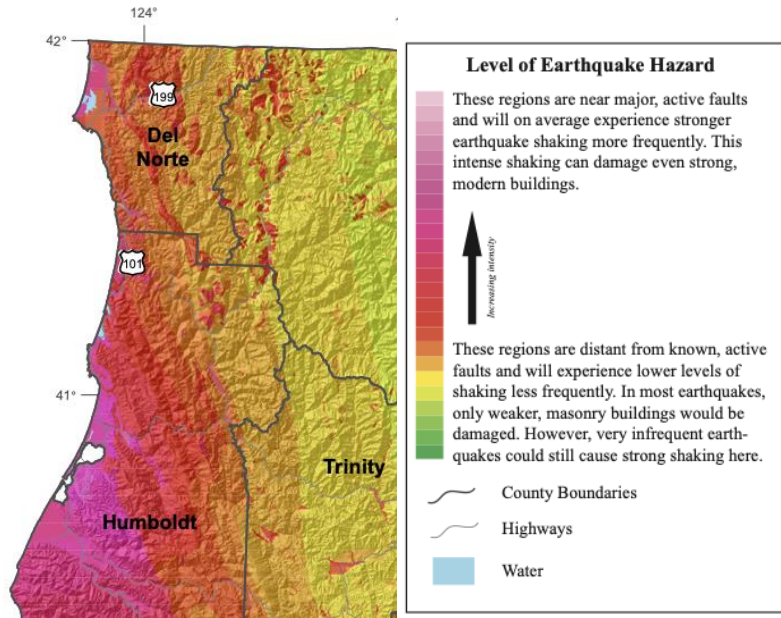 124°
42°
199
Del
Norte
101
41°
Trinity
Humboldt
Level of Earthquake Hazard
These regions are near major, active faults
and will on average experience stronger
earthquake shaking more frequently. This
intense shaking can damage even strong,
modern buildings.
Increasing intensity
These regions are distant from known, active
faults and will experience lower levels of
shaking less frequently. In most earthquakes,
only weaker, masonry buildings would be
damaged. However, very infrequent earth-
quakes could still cause strong shaking here.
County Boundaries
Highways
Water